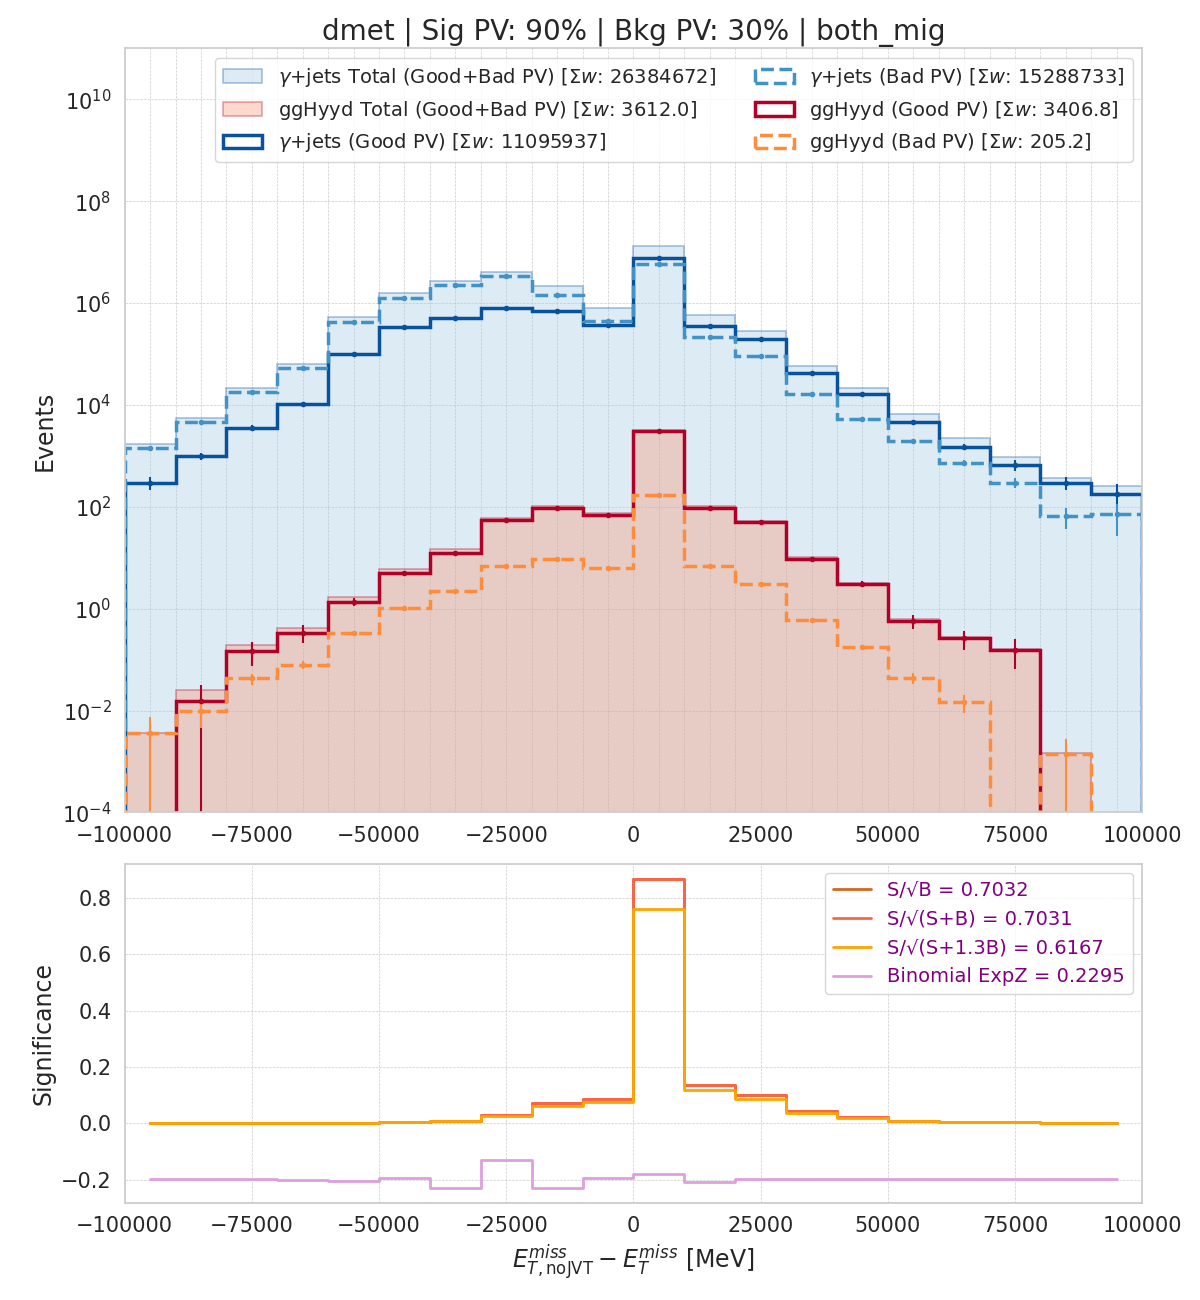 dmet | Sig PV: 90% | Bkg PV: 30% | both_mig
γ+jets Total (Good+Bad PV) [Σw: 26384672]
ggHyyd Total (Good+Bad PV) [Σw: 3612.0]
γ+jets (Good PV) [Σw: 11095937]
γ+jets (Bad PV) [Σw: 15288733]
ggHyyd (Good PV) [Σw: 3406.8]
ggHyyd (Bad PV) [Σw: 205.2]
Events
10^10
10^8
10^6
10^4
10^2
10^0
10^−2
10^−4
−100000 −75000 −50000 −25000 0 25000 50000 75000 100000
Significance
0.8
0.6
0.4
0.2
0.0
−0.2
S/√B = 0.7032
S/√(S+B) = 0.7031
S/√(S+1.3B) = 0.6167
Binomial ExpZ = 0.2295
−100000 −75000 −50000 −25000 0 25000 50000 75000 100000
E_{T,noJVT}^{miss} − E_T^{miss} [MeV]